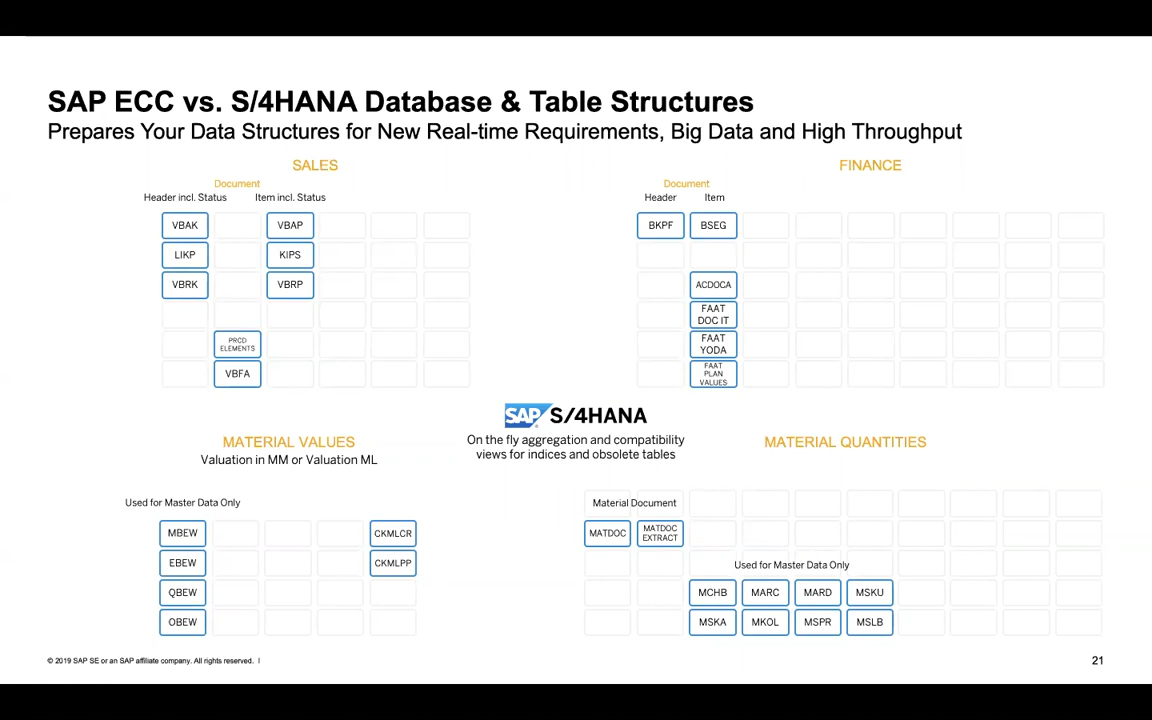 SAP ECC vs. S/4HANA Database & Table Structures
Prepares Your Data Structures for New Real-time Requirements, Big Data and High Throughput
SALES
Document
Header incl. Status
Item incl. Status
VBAK
VBAP
LIKP
KIPS
VBRK
VBRP
PRCD
ELEMENTS
VBFA
FINANCE
Document
Header
Item
BKPF
BSEG
ACDOCA
FAAT
DOC IT
FAAT
YODA
FAAT
PLAN
VALUES
SAP S/4HANA
On the fly aggregation and compatibility
views for indices and obsolete tables
MATERIAL VALUES
Valuation in MM or Valuation ML
Used for Master Data Only
MBEW
CKMLCR
EBEW
CKMLPP
QBEW
OBEW
MATERIAL QUANTITIES
Material Document
MATDOC
MATDOC
EXTRACT
Used for Master Data Only
MCHB
MARC
MARD
MSKU
MSKA
MKOL
MSPR
MSLB
© 2019 SAP SE or an SAP affiliate company. All rights reserved. |
21